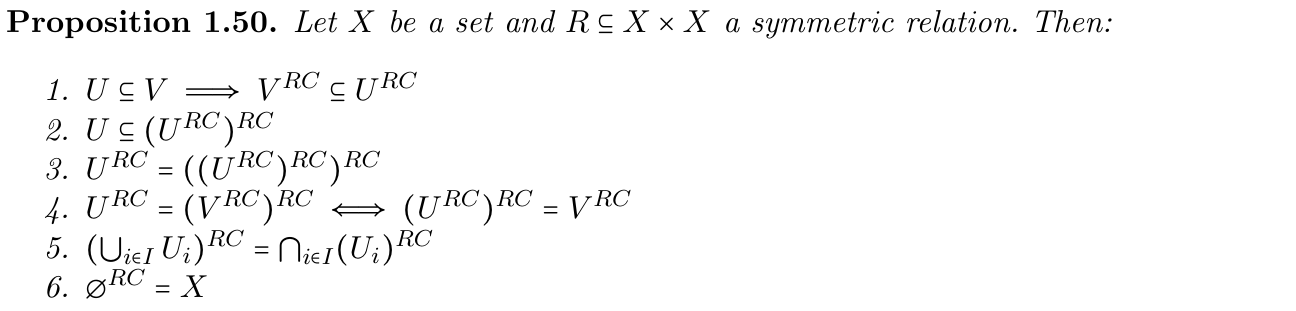 Proposition 1.50. Let X be a set and R ⊆ X × X a symmetric relation. Then:
1. U ⊆ V ⟹ V^{RC} ⊆ U^{RC}
2. U ⊆ (U^{RC})^{RC}
3. U^{RC} = ((U^{RC})^{RC})^{RC}
4. U^{RC} = (V^{RC})^{RC} ⟺ (U^{RC})^{RC} = V^{RC}
5. (⋃_{i∈I} U_i)^{RC} = ⋂_{i∈I}(U_i)^{RC}
6. ∅^{RC} = X